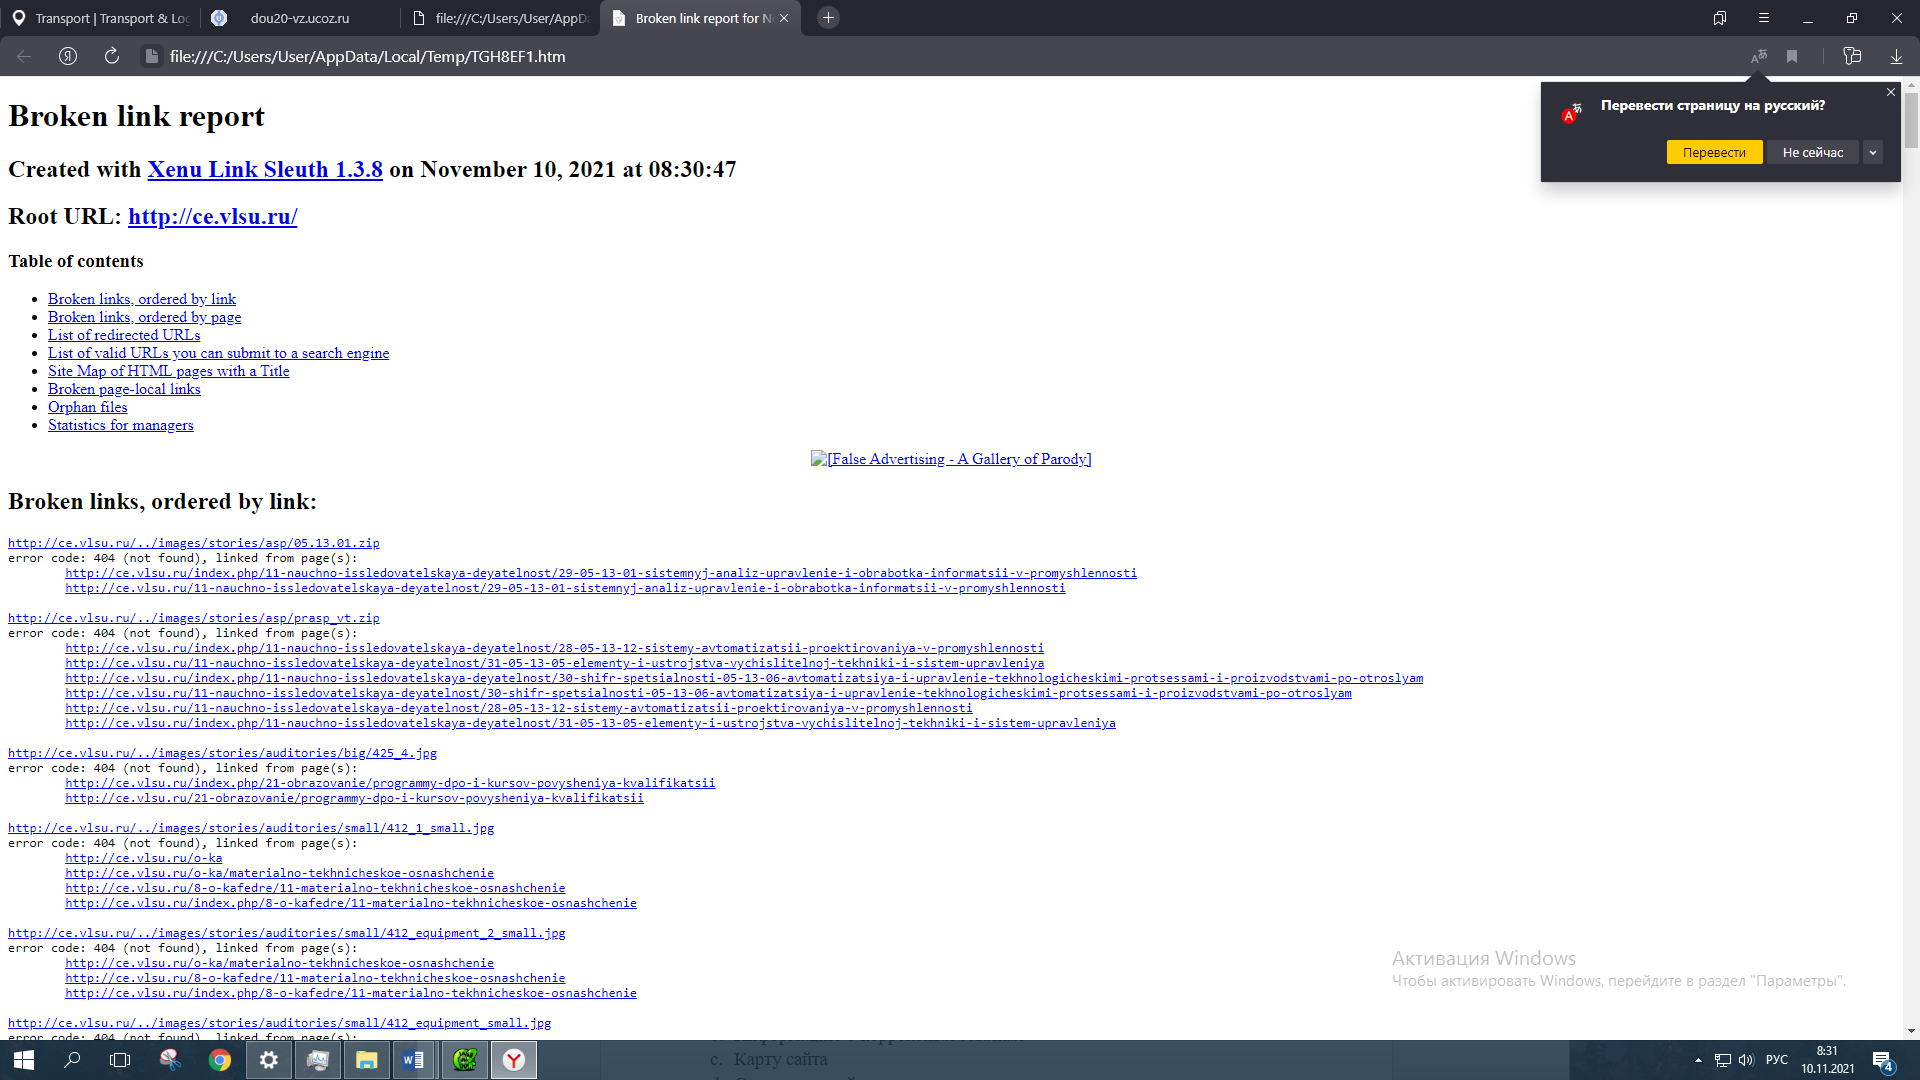 Transport | Transport & Log
dou20-vz.ucoz.ru
file:///C:/Users/User/AppDa
Broken link report for N
file:///C:/Users/User/AppData/Local/Temp/TGH8EF1.htm
Перевести страницу на русский?
Перевести
Не сейчас
Broken link report
Created with Xenu Link Sleuth 1.3.8 on November 10, 2021 at 08:30:47
Root URL: http://ce.vlsu.ru/
Table of contents
Broken links, ordered by link
Broken links, ordered by page
List of redirected URLs
List of valid URLs you can submit to a search engine
Site Map of HTML pages with a Title
Broken page-local links
Orphan files
Statistics for managers
[False Advertising - A Gallery of Parody]
Broken links, ordered by link:
http://ce.vlsu.ru/../images/stories/asp/05.13.01.zip
error code: 404 (not found), linked from page(s):
http://ce.vlsu.ru/index.php/11-nauchno-issledovatelskaya-deyatelnost/29-05-13-01-sistemnyj-analiz-upravlenie-i-obrabotka-informatsii-v-promyshlennosti
http://ce.vlsu.ru/11-nauchno-issledovatelskaya-deyatelnost/29-05-13-01-sistemnyj-analiz-upravlenie-i-obrabotka-informatsii-v-promyshlennosti
http://ce.vlsu.ru/../images/stories/asp/prasp_vt.zip
error code: 404 (not found), linked from page(s):
http://ce.vlsu.ru/index.php/11-nauchno-issledovatelskaya-deyatelnost/28-05-13-12-sistemy-avtomatizatsii-proektirovaniya-v-promyshlennosti
http://ce.vlsu.ru/11-nauchno-issledovatelskaya-deyatelnost/31-05-13-05-elementy-i-ustrojstva-vychislitelnoj-tekhniki-i-sistem-upravleniya
http://ce.vlsu.ru/index.php/11-nauchno-issledovatelskaya-deyatelnost/30-shifr-spetsialnosti-05-13-06-avtomatizatsiya-i-upravlenie-tekhnologicheskimi-protsessami-i-proizvodstvami-po-otroslyam
http://ce.vlsu.ru/11-nauchno-issledovatelskaya-deyatelnost/30-shifr-spetsialnosti-05-13-06-avtomatizatsiya-i-upravlenie-tekhnologicheskimi-protsessami-i-proizvodstvami-po-otroslyam
http://ce.vlsu.ru/11-nauchno-issledovatelskaya-deyatelnost/28-05-13-12-sistemy-avtomatizatsii-proektirovaniya-v-promyshlennosti
http://ce.vlsu.ru/index.php/11-nauchno-issledovatelskaya-deyatelnost/31-05-13-05-elementy-i-ustrojstva-vychislitelnoj-tekhniki-i-sistem-upravleniya
http://ce.vlsu.ru/../images/stories/auditories/big/425_4.jpg
error code: 404 (not found), linked from page(s):
http://ce.vlsu.ru/index.php/21-obrazovanie/programmy-dpo-i-kursov-povysheniya-kvalifikatsii
http://ce.vlsu.ru/21-obrazovanie/programmy-dpo-i-kursov-povysheniya-kvalifikatsii
http://ce.vlsu.ru/../images/stories/auditories/small/412_1_small.jpg
error code: 404 (not found), linked from page(s):
http://ce.vlsu.ru/o-ka
http://ce.vlsu.ru/o-ka/materialno-tekhnicheskoe-osnashchenie
http://ce.vlsu.ru/8-o-kafedre/11-materialno-tekhnicheskoe-osnashchenie
http://ce.vlsu.ru/index.php/8-o-kafedre/11-materialno-tekhnicheskoe-osnashchenie
http://ce.vlsu.ru/../images/stories/auditories/small/412_equipment_2_small.jpg
error code: 404 (not found), linked from page(s):
http://ce.vlsu.ru/o-ka/materialno-tekhnicheskoe-osnashchenie
http://ce.vlsu.ru/8-o-kafedre/11-materialno-tekhnicheskoe-osnashchenie
http://ce.vlsu.ru/index.php/8-o-kafedre/11-materialno-tekhnicheskoe-osnashchenie
http://ce.vlsu.ru/../images/stories/auditories/small/412_equipment_small.jpg
error code: 404 (not found), linked from page(s):
Активация Windows
Чтобы активировать Windows, перейдите в раздел "Параметры".
c. Карту сайта
РУС
8:31
10.11.2021
4